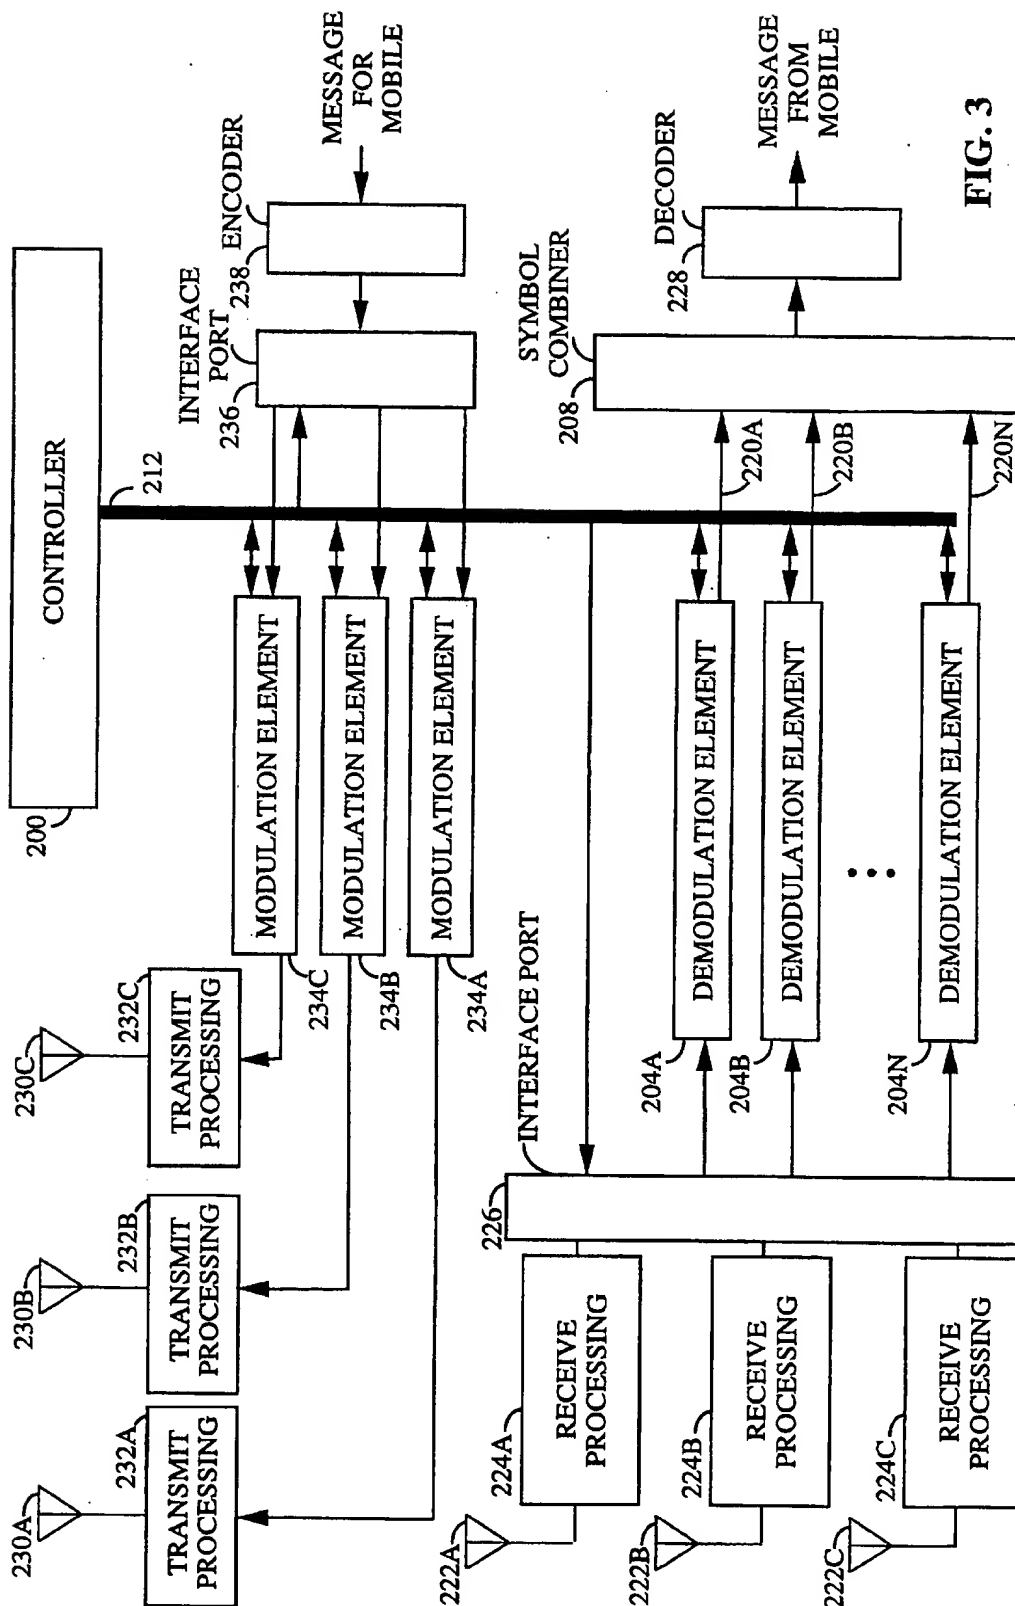 CONTROLLER
200
212
230A
230B
230C
232A
232B
232C
TRANSMIT
PROCESSING
TRANSMIT
PROCESSING
TRANSMIT
PROCESSING
MODULATION ELEMENT
234C
MODULATION ELEMENT
234B
MODULATION ELEMENT
234A
INTERFACE
PORT
236
ENCODER
238
MESSAGE
FOR
MOBILE
222A
224A
RECEIVE
PROCESSING
222B
224B
RECEIVE
PROCESSING
222C
224C
RECEIVE
PROCESSING
226
INTERFACE PORT
204A
DEMODULATION ELEMENT
220A
204B
DEMODULATION ELEMENT
220B
• • •
204N
DEMODULATION ELEMENT
220N
SYMBOL
COMBINER
208
DECODER
228
MESSAGE
FROM
MOBILE
FIG. 3